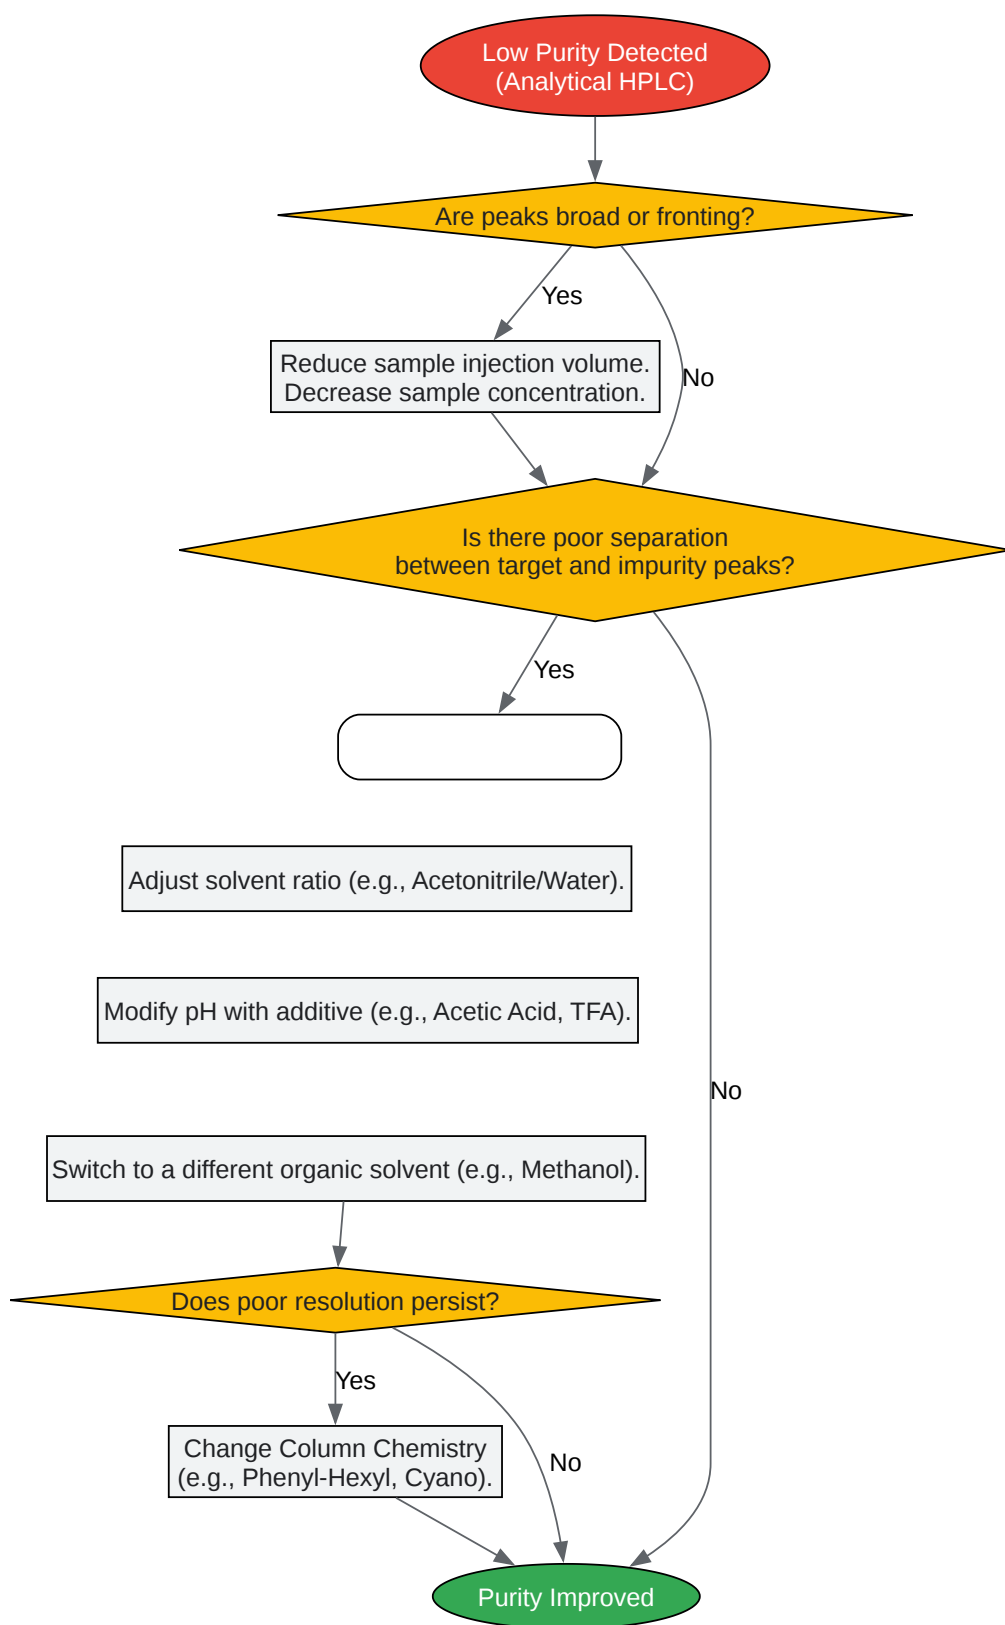 Low Purity Detected
(Analytical HPLC)
Are peaks broad or fronting?
Yes
Reduce sample injection volume.
Decrease sample concentration.
No
Is there poor separation
between target and impurity peaks?
Yes
Adjust solvent ratio (e.g., Acetonitrile/Water).
Modify pH with additive (e.g., Acetic Acid, TFA).
No
Switch to a different organic solvent (e.g., Methanol).
Does poor resolution persist?
Yes
Change Column Chemistry
(e.g., Phenyl-Hexyl, Cyano).
No
Purity Improved